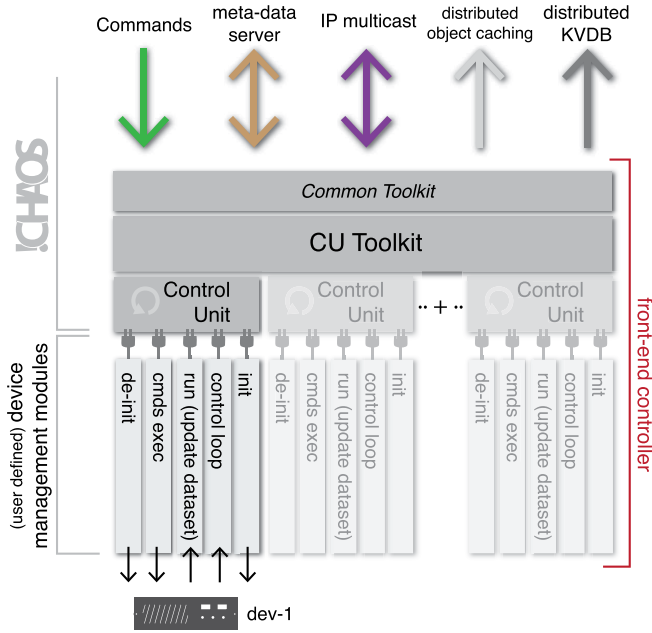 Commands
meta-data
server
IP multicast
distributed
object caching
distributed
KVDB
!CHAOS
Common Toolkit
CU Toolkit
Control
Unit
Control
Unit
·· + ··
Control
Unit
front-end controller
(user defined) device
management modules
de-init
cmds exec
run (update dataset)
control loop
init
de-init
cmds exec
run (update dataset)
control loop
init
de-init
cmds exec
run (update dataset)
control loop
init
dev-1